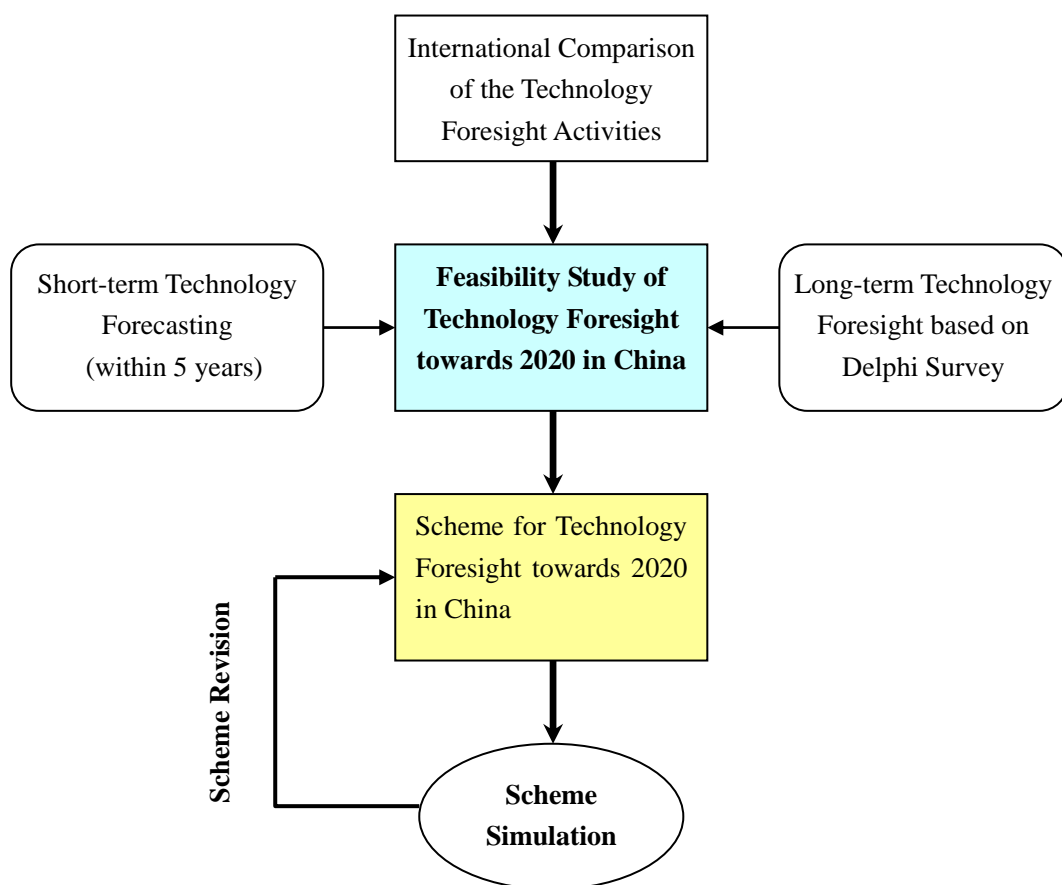 International Comparison
of the Technology
Foresight Activities
Short-term Technology
Forecasting
(within 5 years)
Feasibility Study of
Technology Foresight
towards 2020 in China
Long-term Technology
Foresight based on
Delphi Survey
Scheme for Technology
Foresight towards 2020
in China
Scheme Revision
Scheme
Simulation